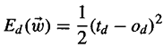 E_d(\vec{w}) = \frac{1}{2}(t_d - o_d)^2